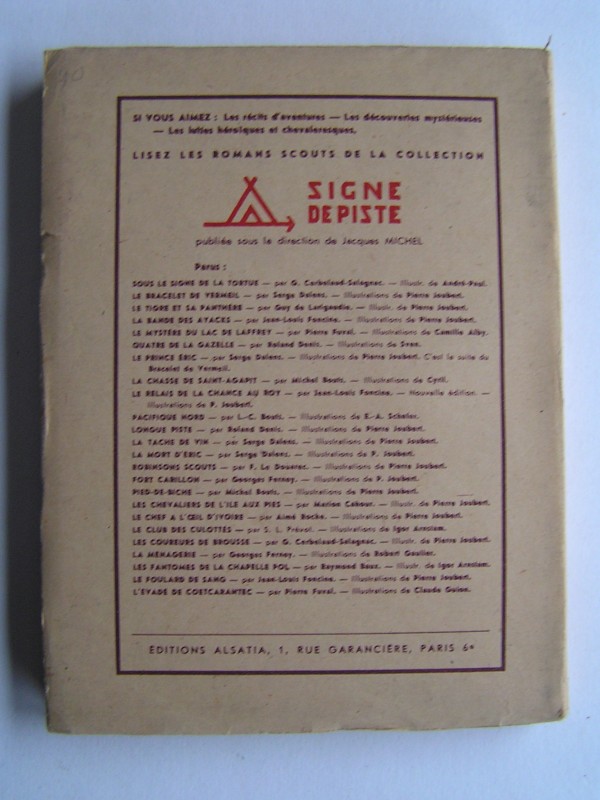 SI VOUS AIMEZ : Les récits d'aventures — Les découvertes mystérieuses
— Les luttes héroïques et chevaleresques,
LISEZ LES ROMANS SCOUTS DE LA COLLECTION
SIGNE
DE PISTE
publiée sous la direction de Jacques MICHEL
Parus :
SOUS LE SIGNE DE LA TORTUE — par G. Cerbelaud-Salagnac. — Illustr. de André-Paul.
LE BRACELET DE VERMEIL — par Serge Dalens. — Illustrations de Pierre Joubert.
LE TIGRE ET SA PANTHÈRE — par Guy de Larigaudie. — Illustr. de Pierre Joubert.
LA BANDE DES AYACKS — par Jean-Louis Foncine. — Illustrations de Pierre Joubert.
LE MYSTÈRE DU LAC DE LAFFREY — par Pierre Fuval. — Illustrations de Camille Alby.
QUATRE DE LA GAZELLE — par Roland Denis. — Illustrations de Sven.
LE PRINCE ÉRIC — par Serge Dalens. — Illustrations de Pierre Joubert. C'est la suite du
Bracelet de Vermeil.
LA CHASSE DE SAINT-AGAPIT — par Michel Bouts. — Illustrations de Cyril.
LE RELAIS DE LA CHANCE AU ROY — par Jean-Louis Foncine. — Nouvelle édition. —
Illustrations de P. Joubert.
PACIFIQUE NORD — par L.-C. Bouts. — Illustrations de K.-A. Scholer.
LONGUE PISTE — par Roland Denis. — Illustrations de Pierre Joubert.
LA TACHE DE VIN — par Serge Dalens. — Illustrations de Pierre Joubert.
LA MORT D'ERIC — par Serge Dalens. — Illustrations de P. Joubert.
ROBINSONS SCOUTS — par F. Le Douarec. — Illustrations de Pierre Joubert.
FORT CARILLON — par Georges Ferney. — Illustrations de P. Joubert.
PIED-DE-BICHE — par Michel Bouts. — Illustrations de Pierre Joubert.
LES CHEVALIERS DE L'ILE AUX PIES — par Marion Cahour. — Illustr. de Pierre Joubert.
LE CHEF A L'ŒIL D'IVOIRE — par Aimé Roche. — Illustrations de Pierre Joubert.
LE CLUB DES CULOTTES — par S. L. Prévot. — Illustrations de Igor Arnstam.
LES COUREURS DE BROUSSE — par G. Cerbelaud-Salagnac. — Illustr. de Pierre Joubert.
LA MENAGERIE — par Georges Ferney. — Illustrations de Robert Gaulier.
LES FANTOMES DE LA CHAPELLE POL — par Raymond Baux. — Illustr. de Igor Arnstam.
LE FOULARD DE SANG — par Jean-Louis Foncine. — Illustrations de Pierre Joubert.
L'ÉVADE DE COETCARANTEC — par Pierre Fuval. — Illustrations de Claude Guion.
ÉDITIONS ALSATIA, 1, RUE GARANCIÈRE, PARIS 6e